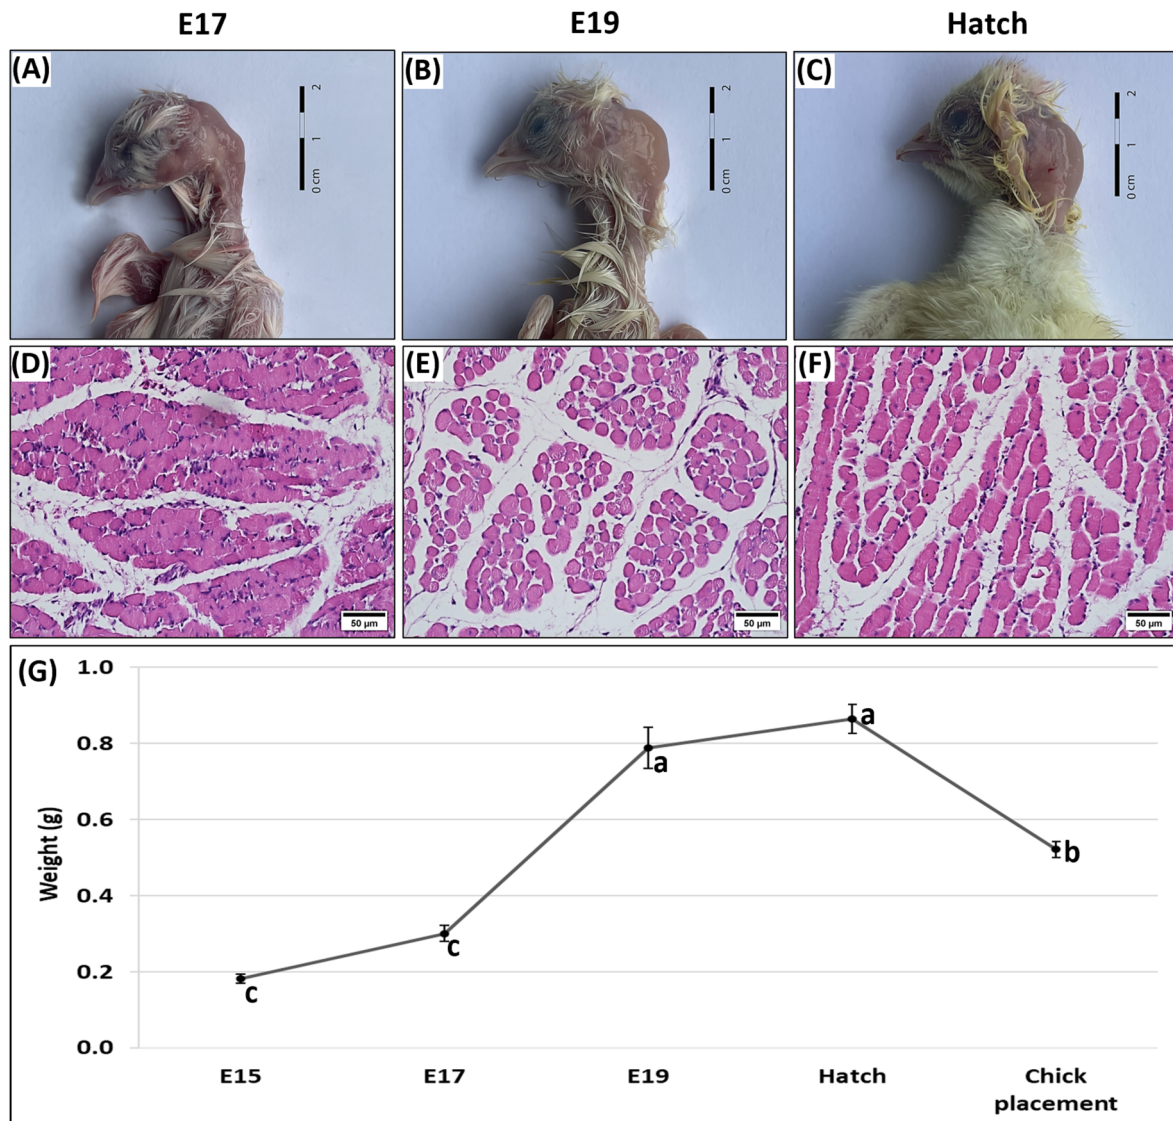 E17 E19 Hatch
(A) (B) (C)
2 2 2
1 1 1
0 cm 0 cm 0 cm
(D) (E) (F)
50 µm 50 µm 50 µm
(G)
1.0
0.8
0.6
0.4
0.2
0.0
Weight (g)
c
c
a
a
b
E15 E17 E19 Hatch Chick
placement